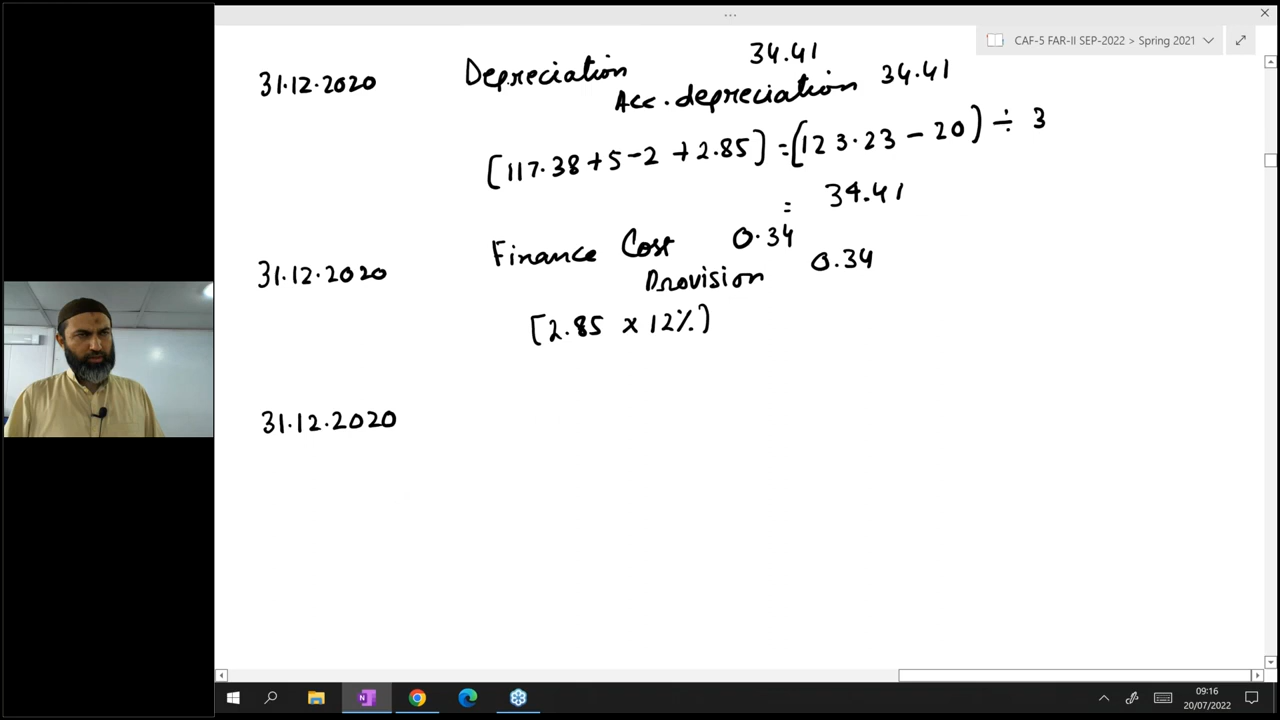 CAF-5 FAR-II SEP-2022 > Spring 2021
31.12.2020 Depreciation 34.41
Acc. depreciation 34.41
[117.38+5-2 +2.85] = (123.23 - 20) ÷ 3
= 34.41
31.12.2020 Finance Cost 0.34
Provision 0.34
[2.85 x 12%]
31.12.2020
09:16
20/07/2022